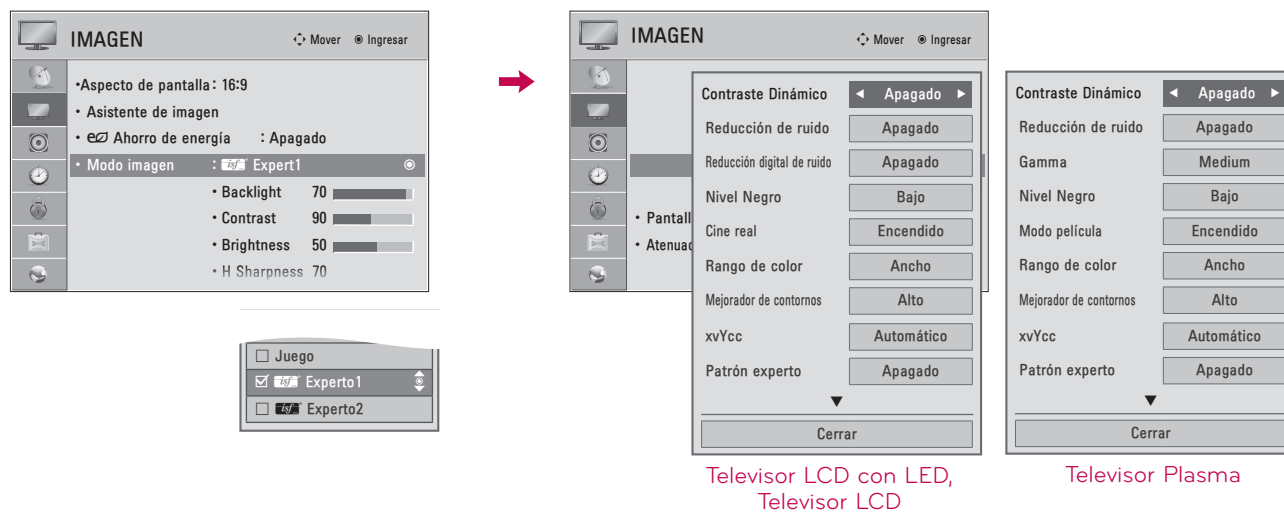 IMAGEN
Mover
Ingresar
•Aspecto de pantalla: 16:9
• Asistente de imagen
• Ahorro de energía : Apagado
• Modo imagen : isf Expert1
• Backlight 70
• Contrast 90
• Brightness 50
• H Sharpness 70
Juego
isf Experto1
isf Experto2
IMAGEN
Mover
Ingresar
• Pantall
• Atenuac
Contraste Dinámico ◄ Apagado ►
Reducción de ruido Apagado
Reducción digital de ruido Apagado
Nivel Negro Bajo
Cine real Encendido
Rango de color Ancho
Mejorador de contornos Alto
xvYcc Automático
Patrón experto Apagado
▼
Cerrar
Televisor LCD con LED,
Televisor LCD
Contraste Dinámico ◄ Apagado ►
Reducción de ruido Apagado
Gamma Medium
Nivel Negro Bajo
Modo película Encendido
Rango de color Ancho
Mejorador de contornos Alto
xvYcc Automático
Patrón experto Apagado
▼
Cerrar
Televisor Plasma